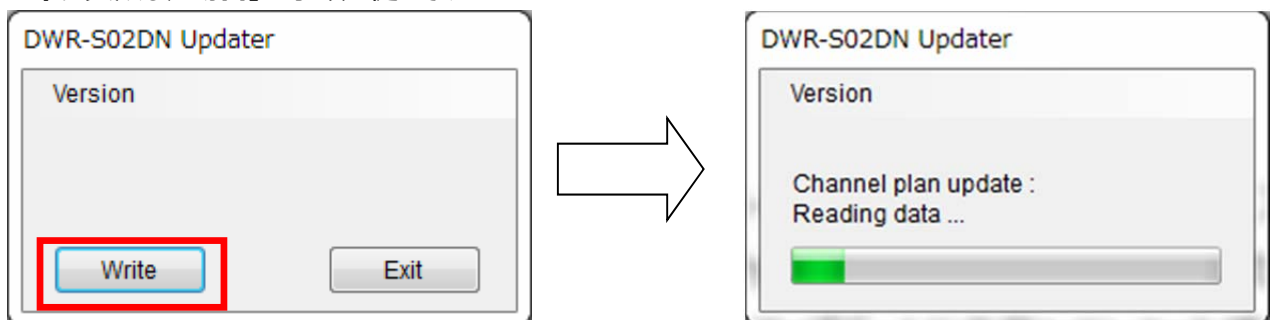 DWR-S02DN Updater
Version
Write
Exit
DWR-S02DN Updater
Version
Channel plan update :
Reading data ...